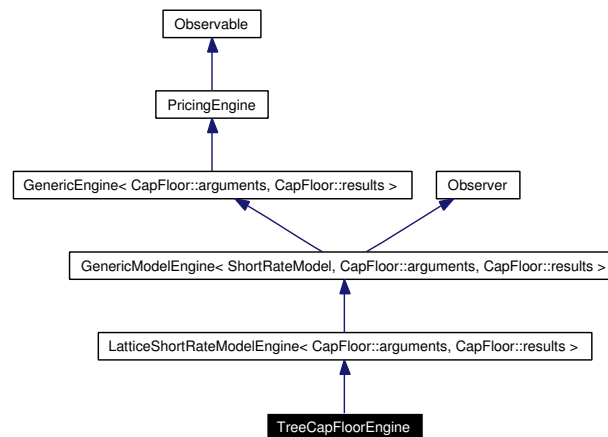 Observable
PricingEngine
GenericEngine< CapFloor::arguments, CapFloor::results >
Observer
GenericModelEngine< ShortRateModel, CapFloor::arguments, CapFloor::results >
LatticeShortRateModelEngine< CapFloor::arguments, CapFloor::results >
TreeCapFloorEngine